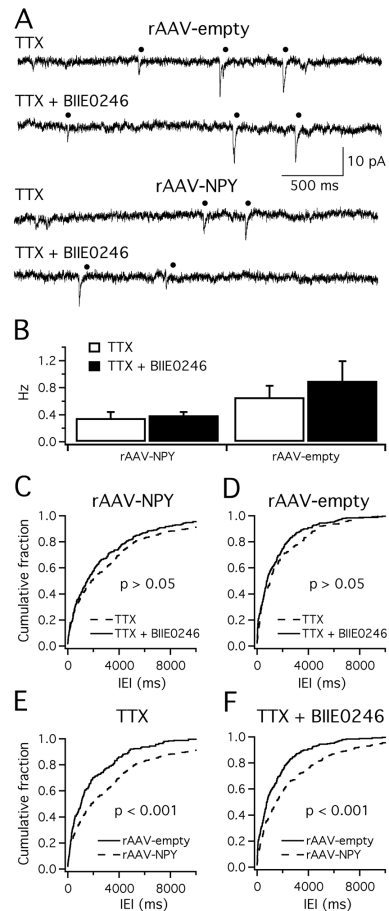 A
rAAV-empty
TTX
TTX + BIIE0246
10 pA
500 ms
TTX
rAAV-NPY
TTX + BIIE0246
B
TTX
TTX + BIIE0246
Hz
1.2
0.8
0.4
0.0
rAAV-NPY
rAAV-empty
C
rAAV-NPY
Cumulative fraction
1.0
0.8
0.6
0.4
0.2
0.0
p > 0.05
TTX
TTX + BIIE0246
0
4000
8000
IEI (ms)
D
rAAV-empty
1.0
0.8
0.6
0.4
0.2
0.0
p > 0.05
TTX
TTX + BIIE0246
0
4000
8000
IEI (ms)
E
TTX
Cumulative fraction
1.0
0.8
0.6
0.4
0.2
0.0
p < 0.001
rAAV-empty
rAAV-NPY
0
4000
8000
IEI (ms)
F
TTX + BIIE0246
1.0
0.8
0.6
0.4
0.2
0.0
p < 0.001
rAAV-empty
rAAV-NPY
0
4000
8000
IEI (ms)